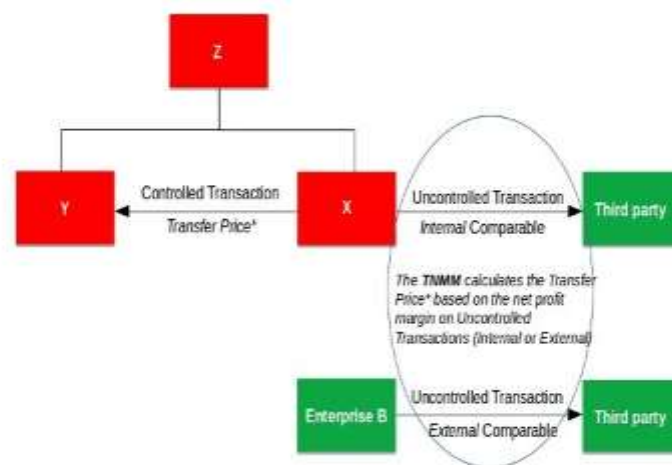 Z
Y
Controlled Transaction
Transfer Price*
X
Uncontrolled Transaction
Internal Comparable
Third party
The TNMM calculates the Transfer
Price* based on the net profit
margin on Uncontrolled
Transactions (Internal or External)
Enterprise B
Uncontrolled Transaction
External Comparable
Third party